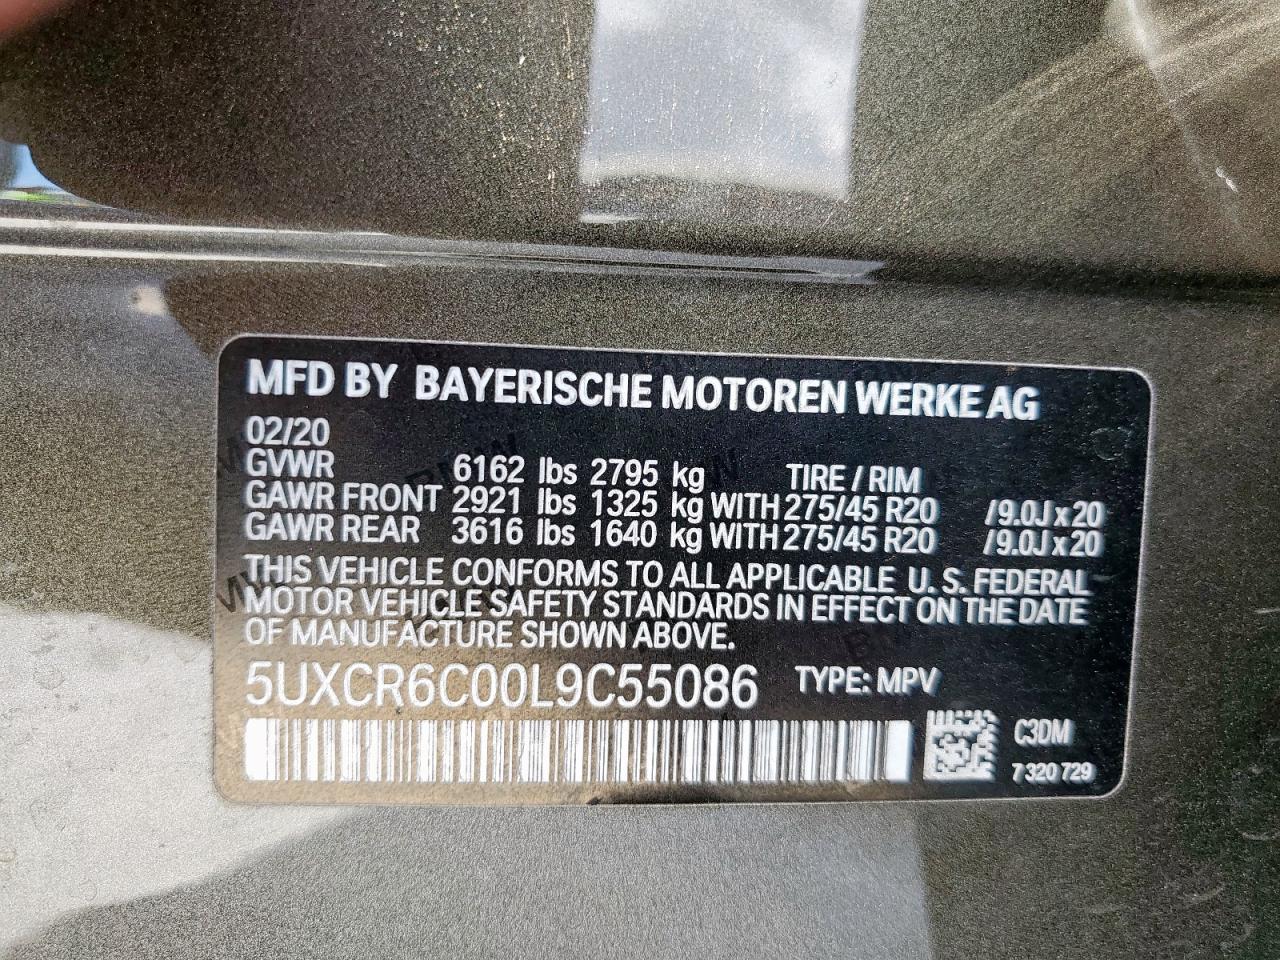 MFD BY BAYERISCHE MOTOREN WERKE AG
02/20
GVWR 6162 lbs 2795 kg TIRE / RIM
GAWR FRONT 2921 lbs 1325 kg WITH 275/45 R20 /9.0J x 20
GAWR REAR 3616 lbs 1640 kg WITH 275/45 R20 /9.0J x 20
THIS VEHICLE CONFORMS TO ALL APPLICABLE U. S. FEDERAL
MOTOR VEHICLE SAFETY STANDARDS IN EFFECT ON THE DATE
OF MANUFACTURE SHOWN ABOVE.
5UXCR6C00L9C55086 TYPE: MPV
C3DM
7 320 729